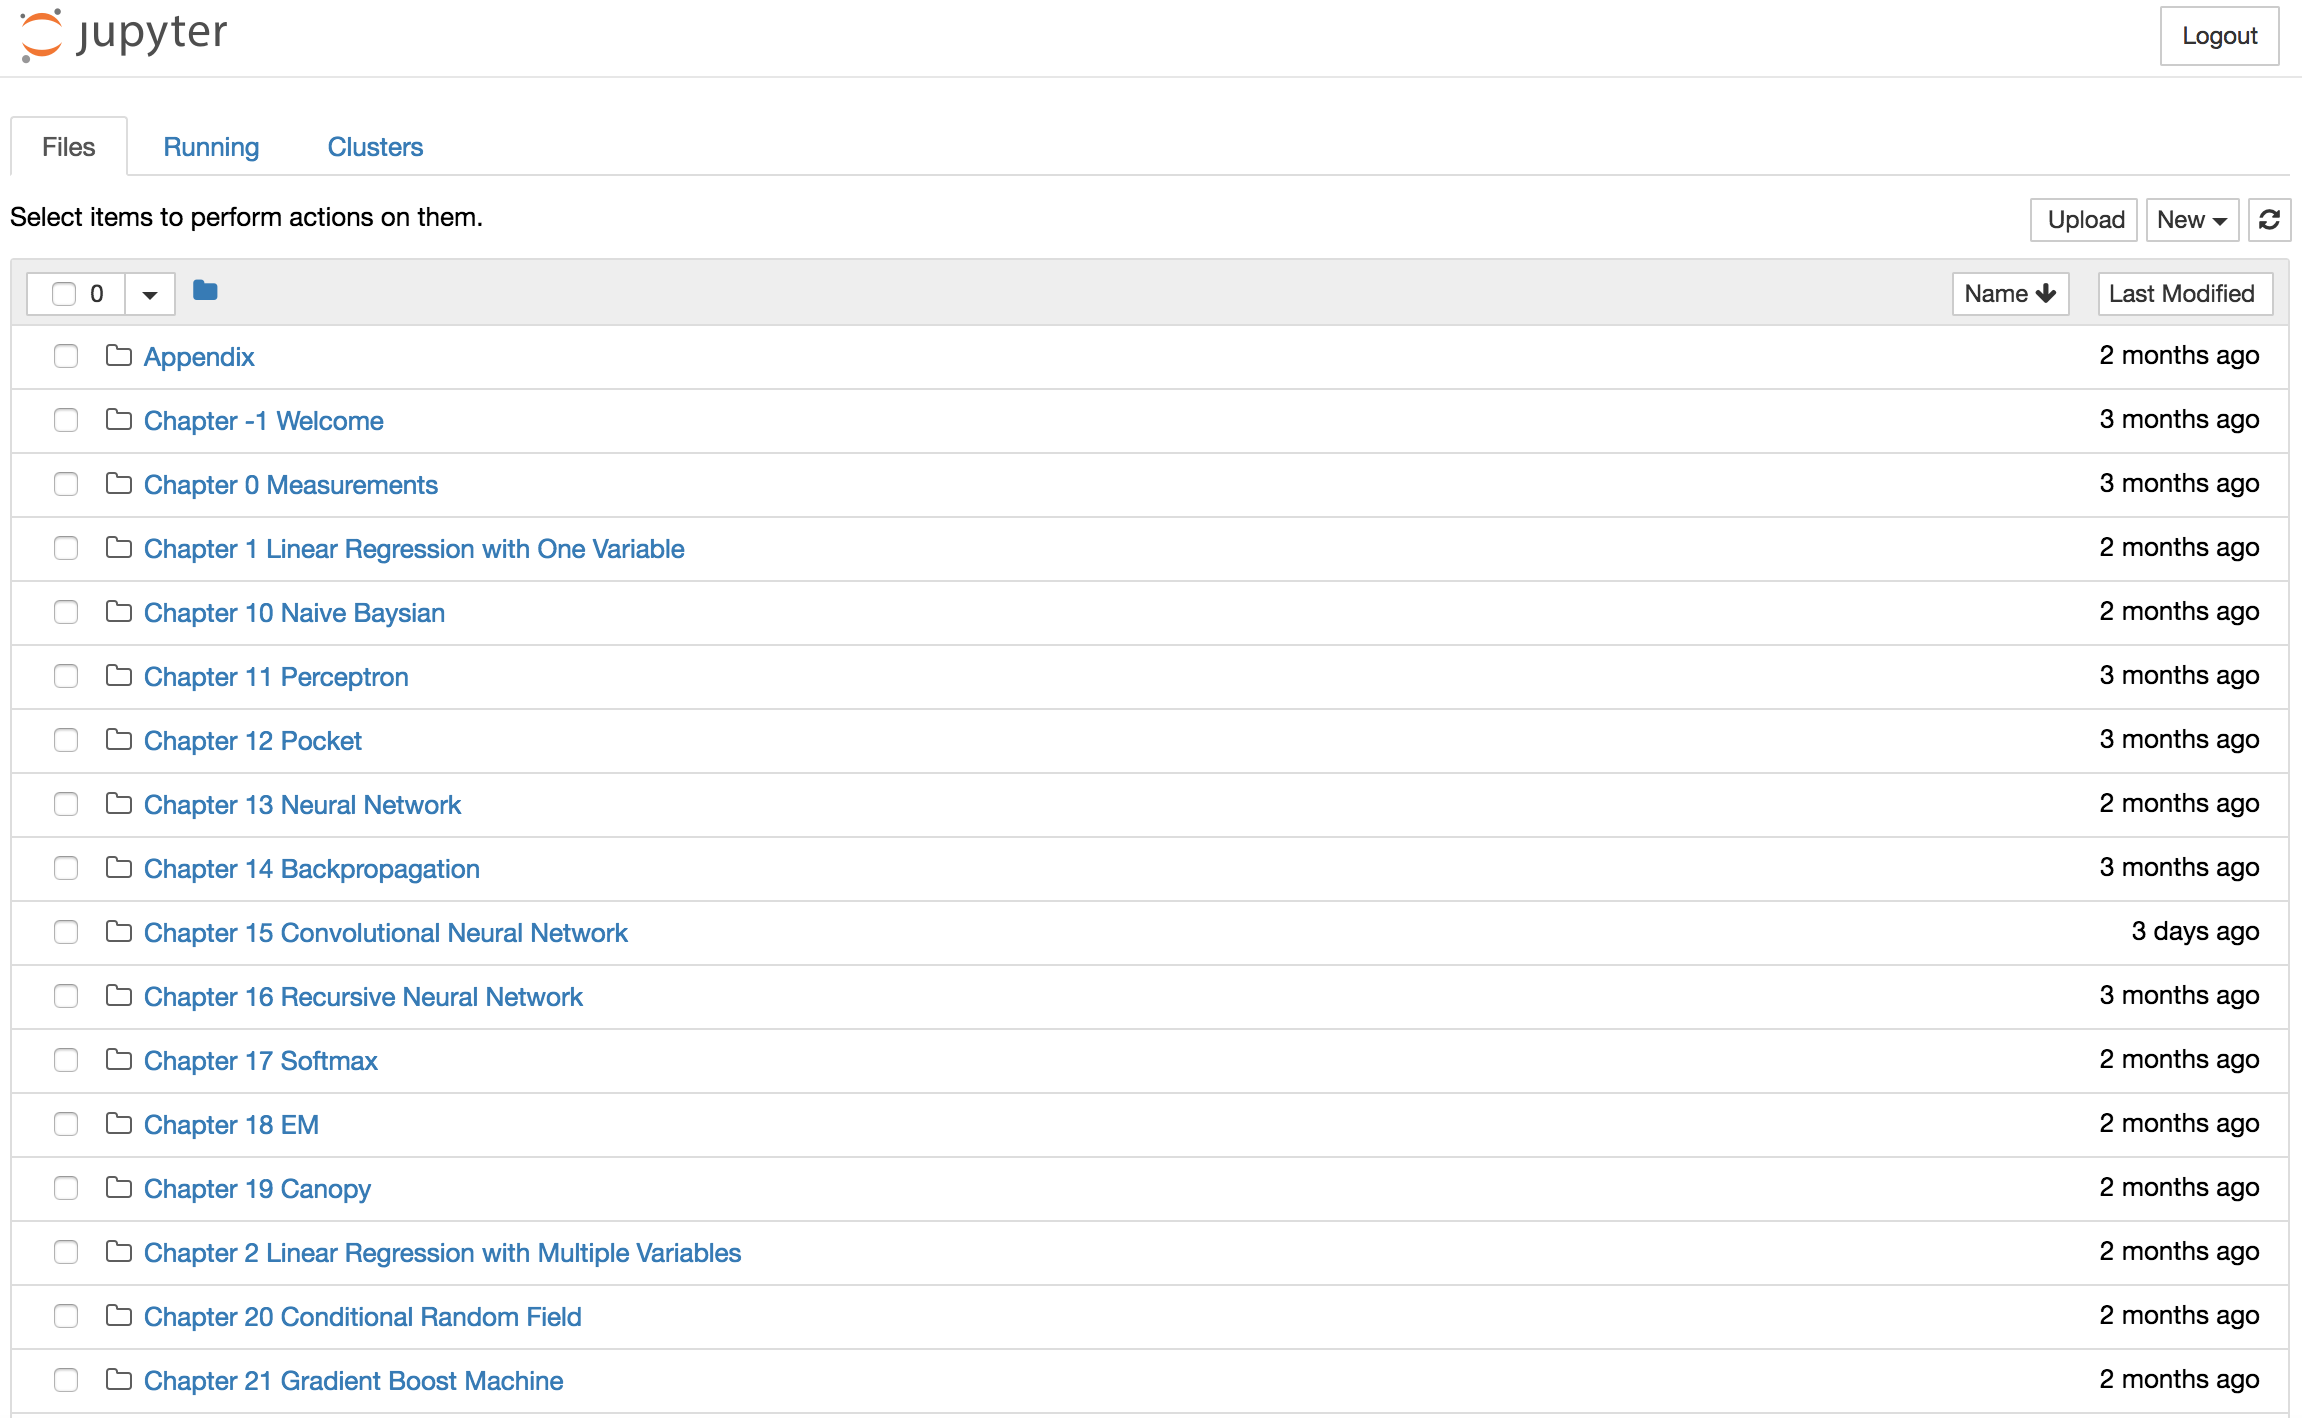 jupyter
Logout
Files Running Clusters
Select items to perform actions on them.
Upload New
0 Name Last Modified
Appendix 2 months ago
Chapter -1 Welcome 3 months ago
Chapter 0 Measurements 3 months ago
Chapter 1 Linear Regression with One Variable 2 months ago
Chapter 10 Naive Baysian 2 months ago
Chapter 11 Perceptron 3 months ago
Chapter 12 Pocket 3 months ago
Chapter 13 Neural Network 2 months ago
Chapter 14 Backpropagation 3 months ago
Chapter 15 Convolutional Neural Network 3 days ago
Chapter 16 Recursive Neural Network 3 months ago
Chapter 17 Softmax 2 months ago
Chapter 18 EM 2 months ago
Chapter 19 Canopy 2 months ago
Chapter 2 Linear Regression with Multiple Variables 2 months ago
Chapter 20 Conditional Random Field 2 months ago
Chapter 21 Gradient Boost Machine 2 months ago